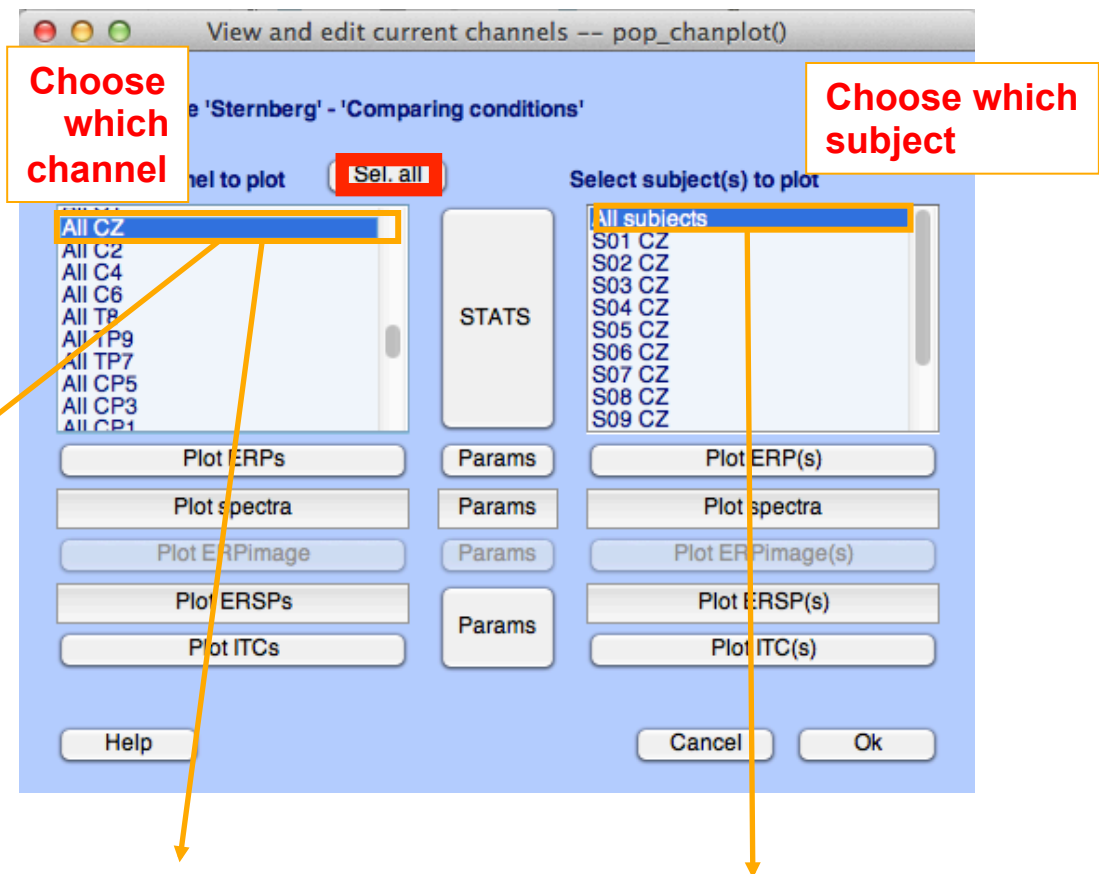 View and edit current channels -- pop_chanplot()
Choose
which
channel
Choose which
subject
e 'Sternberg' - 'Comparing conditions'
nel to plot
Sel. all
Select subject(s) to plot
All CZ
All C2
All C4
All C6
All T8
All TP9
All TP7
All CP5
All CP3
All CP1
STATS
All subjects
S01 CZ
S02 CZ
S03 CZ
S04 CZ
S05 CZ
S06 CZ
S07 CZ
S08 CZ
S09 CZ
Plot ERPs
Params
Plot ERP(s)
Plot spectra
Params
Plot spectra
Plot ERPimage
Params
Plot ERPimage(s)
Plot ERSPs
Params
Plot ERSP(s)
Plot ITCs
Plot ITC(s)
Help
Cancel
Ok